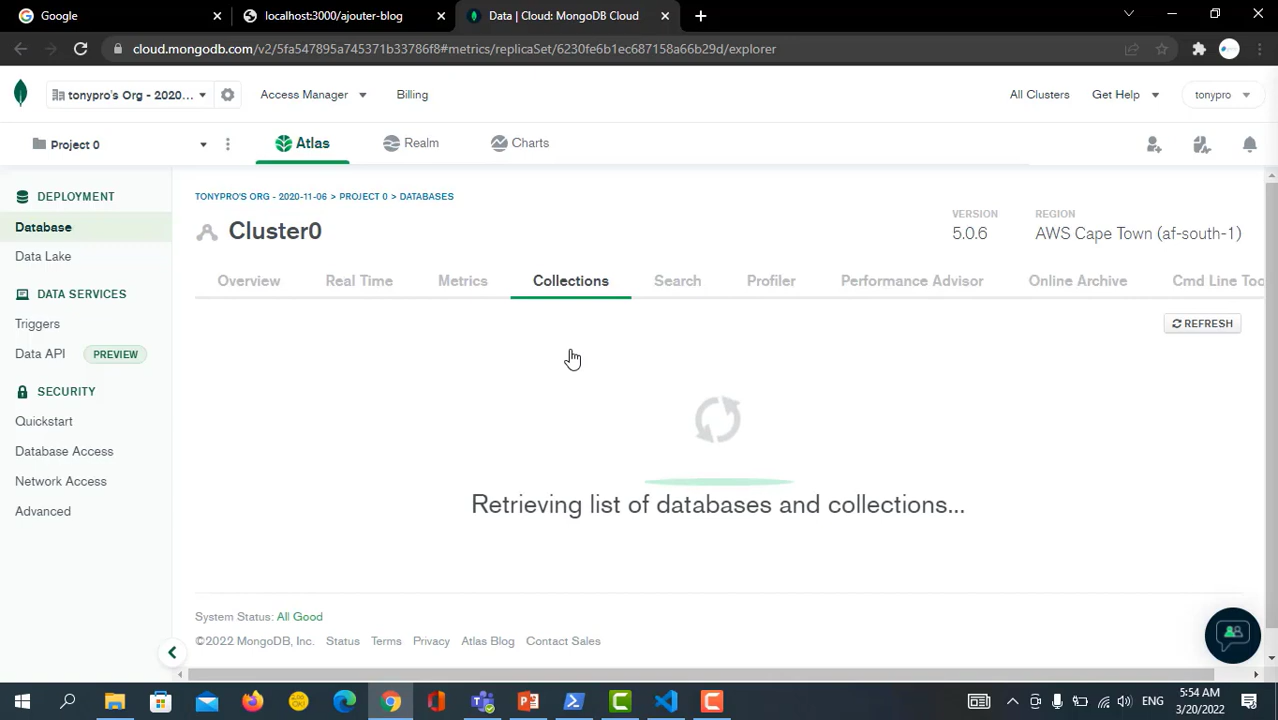 Google
localhost:3000/ajouter-blog
Data | Cloud: MongoDB Cloud
cloud.mongodb.com/v2/5fa547895a745371b33786f8#metrics/replicaSet/6230fe6b1ec687158a66b29d/explorer
tonypro's Org - 2020...
Access Manager
Billing
All Clusters
Get Help
tonypro
Project 0
Atlas
Realm
Charts
DEPLOYMENT
Database
Data Lake
DATA SERVICES
Triggers
Data API
PREVIEW
SECURITY
Quickstart
Database Access
Network Access
Advanced
TONYPRO'S ORG - 2020-11-06 > PROJECT 0 > DATABASES
Cluster0
VERSION
5.0.6
REGION
AWS Cape Town (af-south-1)
Overview
Real Time
Metrics
Collections
Search
Profiler
Performance Advisor
Online Archive
Cmd Line Too
REFRESH
Retrieving list of databases and collections...
System Status: All Good
©2022 MongoDB, Inc.
Status
Terms
Privacy
Atlas Blog
Contact Sales
ENG
5:54 AM
3/20/2022